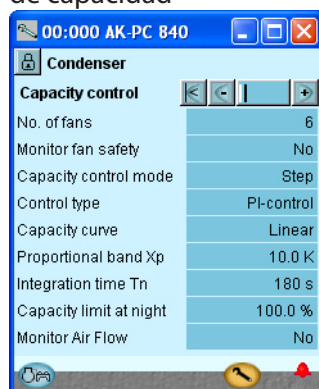 de capacidad
00:000 AK-PC 840
Condenser
Capacity control
No. of fans 6
Monitor fan safety No
Capacity control mode Step
Control type PI-control
Capacity curve Linear
Proportional band Xp 10.0 K
Integration time Tn 180 s
Capacity limit at night 100.0 %
Monitor Air Flow No